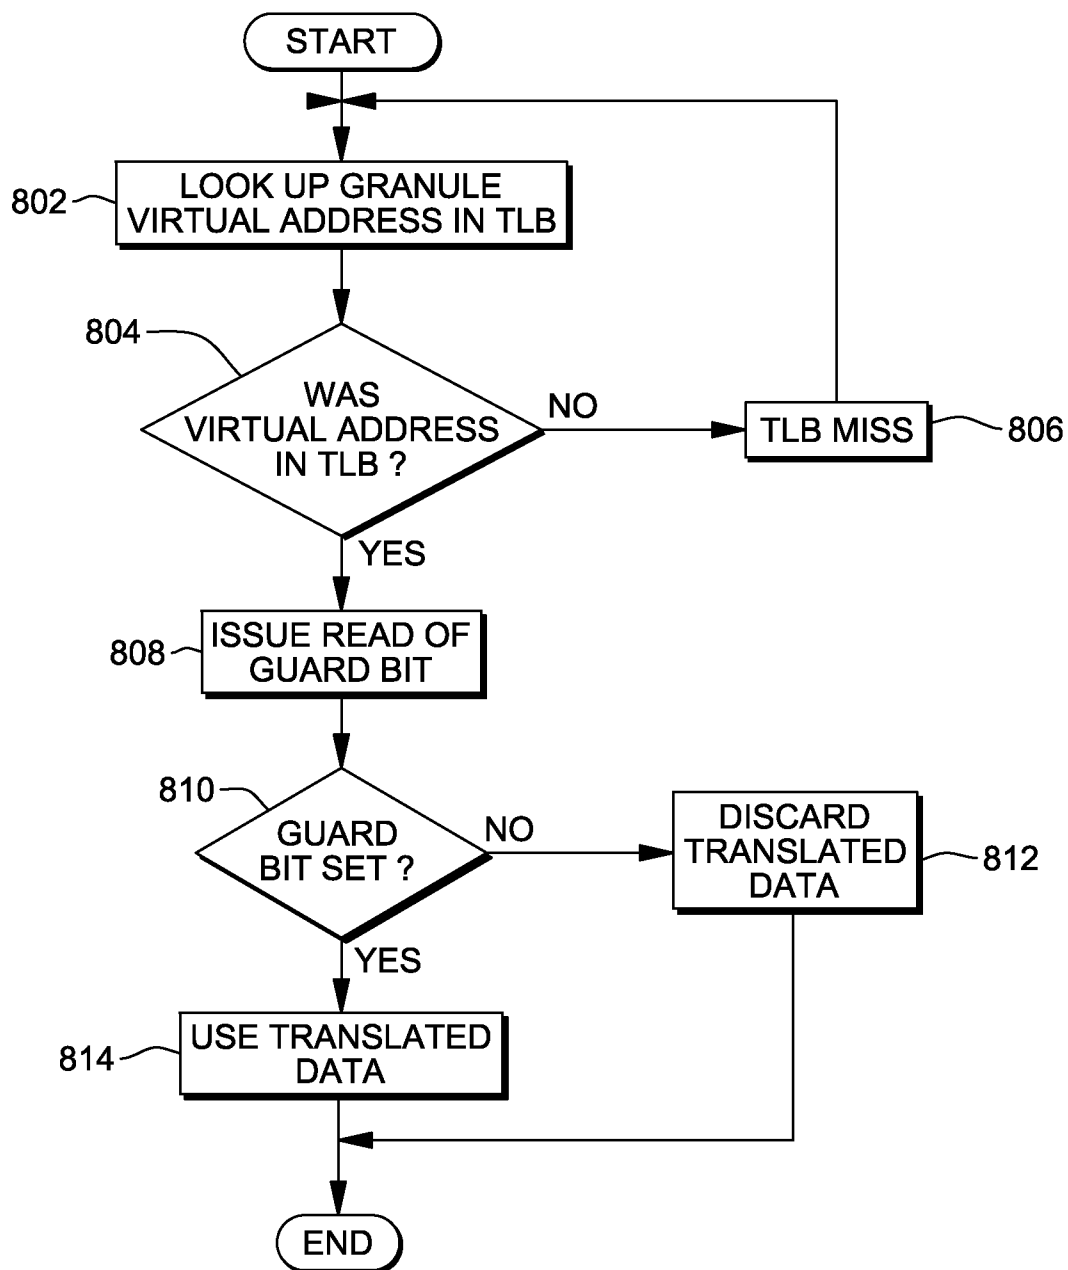 START
802
LOOK UP GRANULE
VIRTUAL ADDRESS IN TLB
804
WAS
VIRTUAL ADDRESS
IN TLB ?
NO
TLB MISS
806
YES
808
ISSUE READ OF
GUARD BIT
810
GUARD
BIT SET ?
NO
DISCARD
TRANSLATED
DATA
812
YES
814
USE TRANSLATED
DATA
END